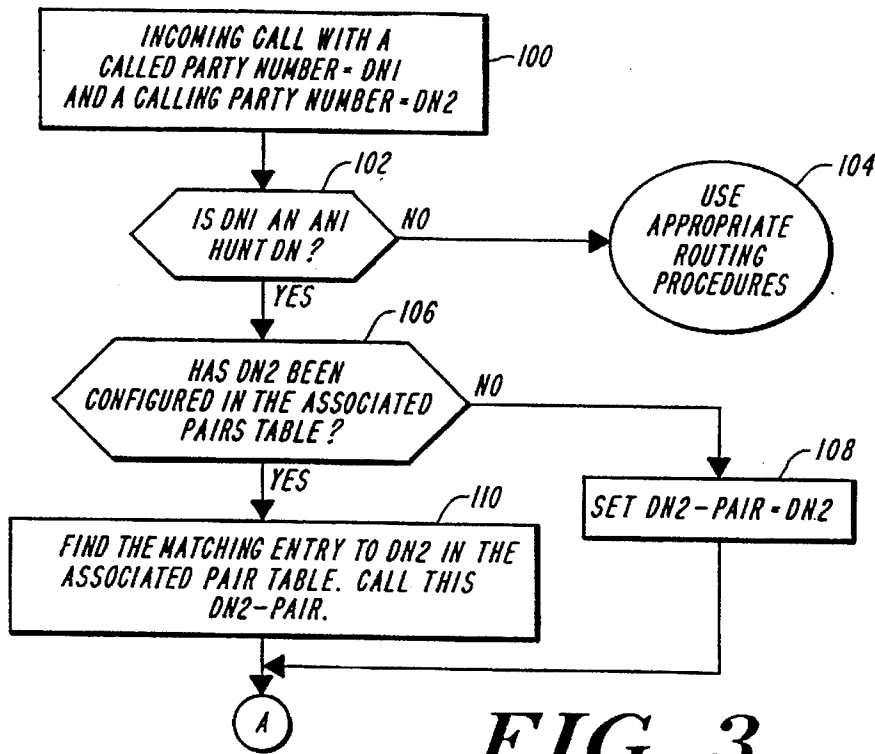 INCOMING CALL WITH A
CALLED PARTY NUMBER = DN1
AND A CALLING PARTY NUMBER = DN2
100
102
IS DN1 AN ANI
HUNT DN ?
NO
104
USE
APPROPRIATE
ROUTING
PROCEDURES
YES
106
HAS DN2 BEEN
CONFIGURED IN THE ASSOCIATED
PAIRS TABLE ?
NO
108
SET DN2-PAIR = DN2
YES
110
FIND THE MATCHING ENTRY TO DN2 IN THE
ASSOCIATED PAIR TABLE. CALL THIS
DN2-PAIR.
A
FIG. 3